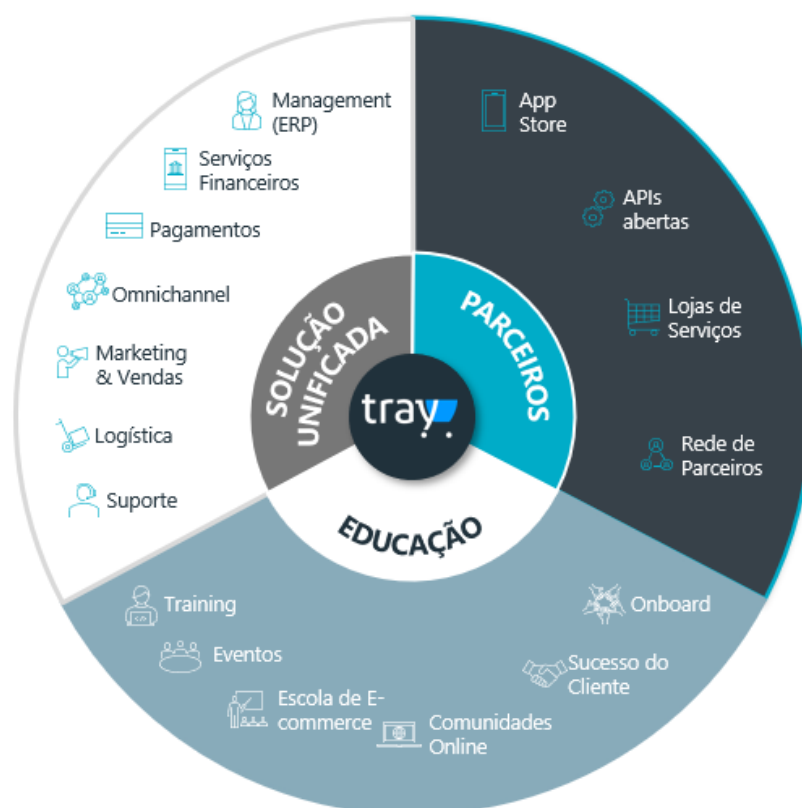 Management
(ERP)
Serviços
Financeiros
Pagamentos
Omnichannel
Marketing
& Vendas
Logística
Suporte
App
Store
APIs
abertas
Lojas de
Serviços
Rede de
Parceiros
SOLUÇÃO
UNIFICADA
PARCEIROS
tray
EDUCAÇÃO
Training
Eventos
Escola de E-
commerce
Comunidades
Online
Onboard
Sucesso do
Cliente